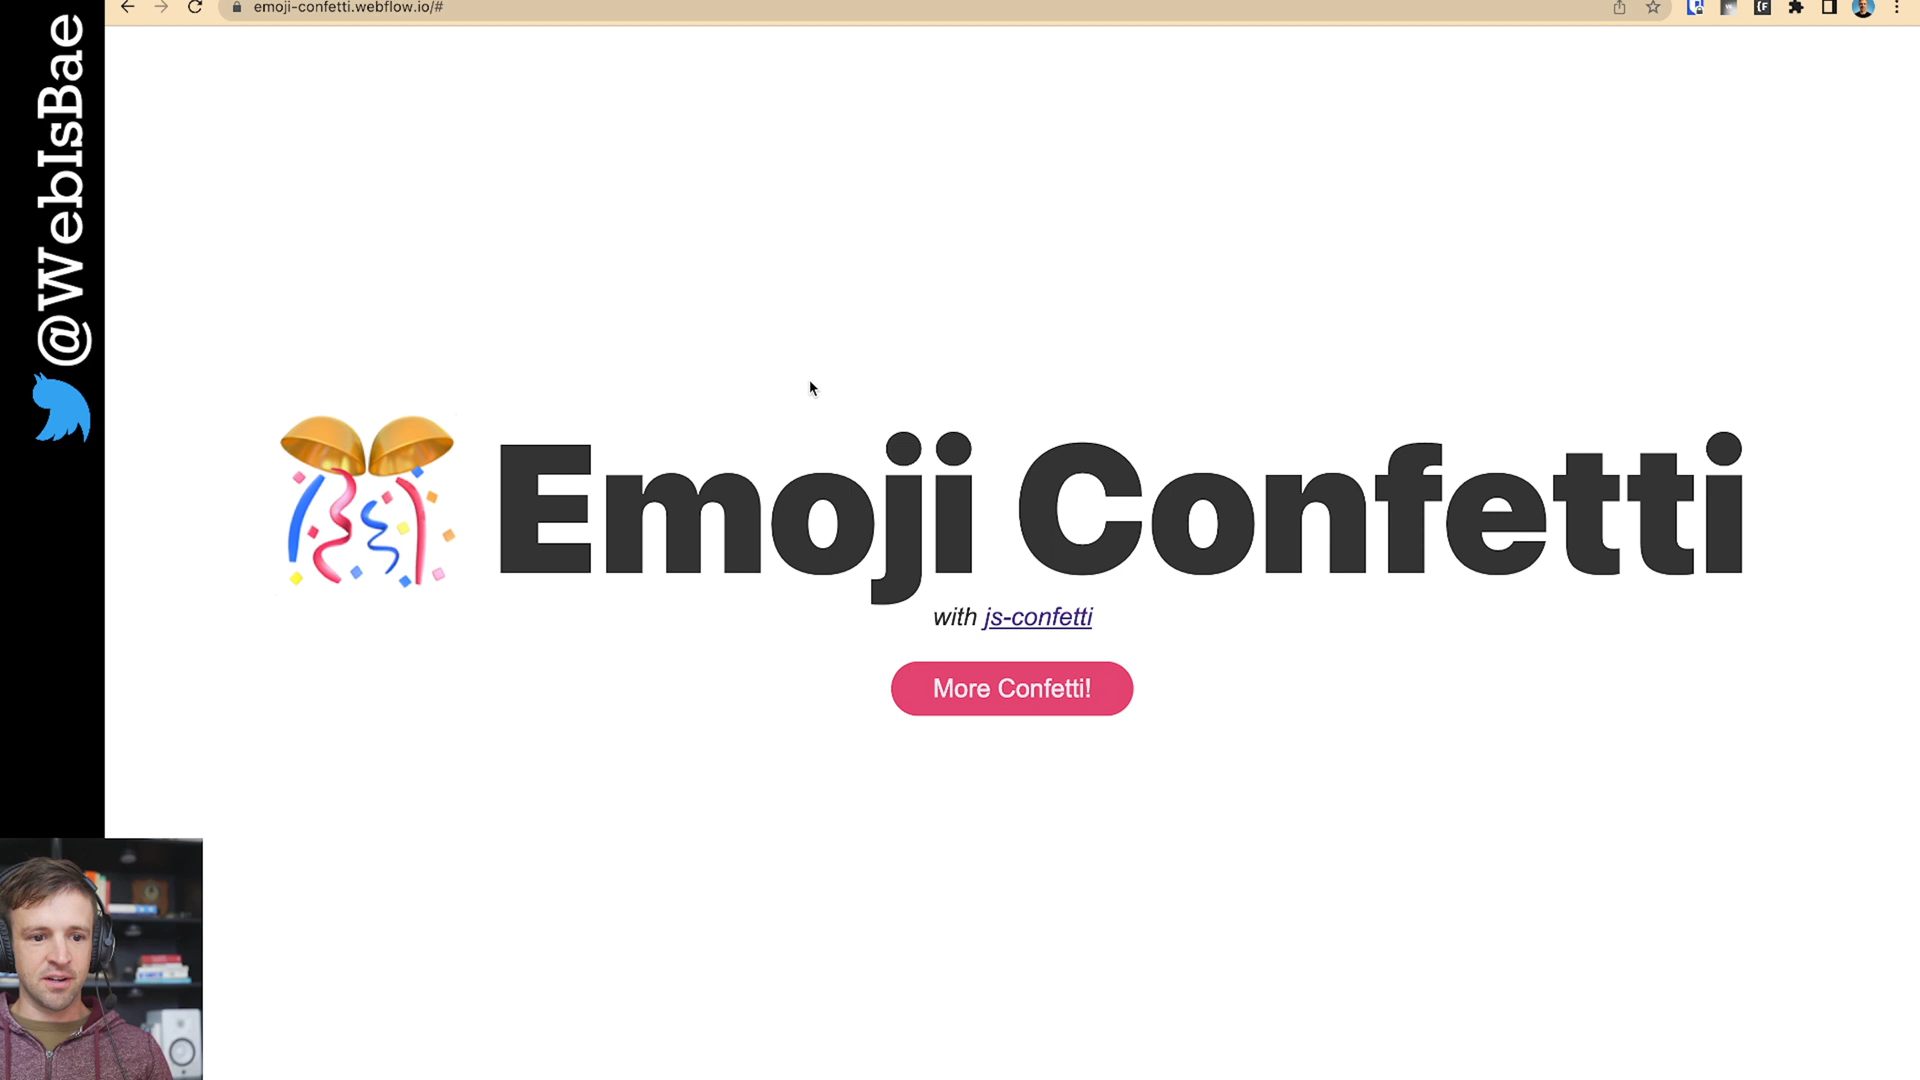 emoji-confetti.webflow.io/#
@WebIsBae
Emoji Confetti
with js-confetti
More Confetti!